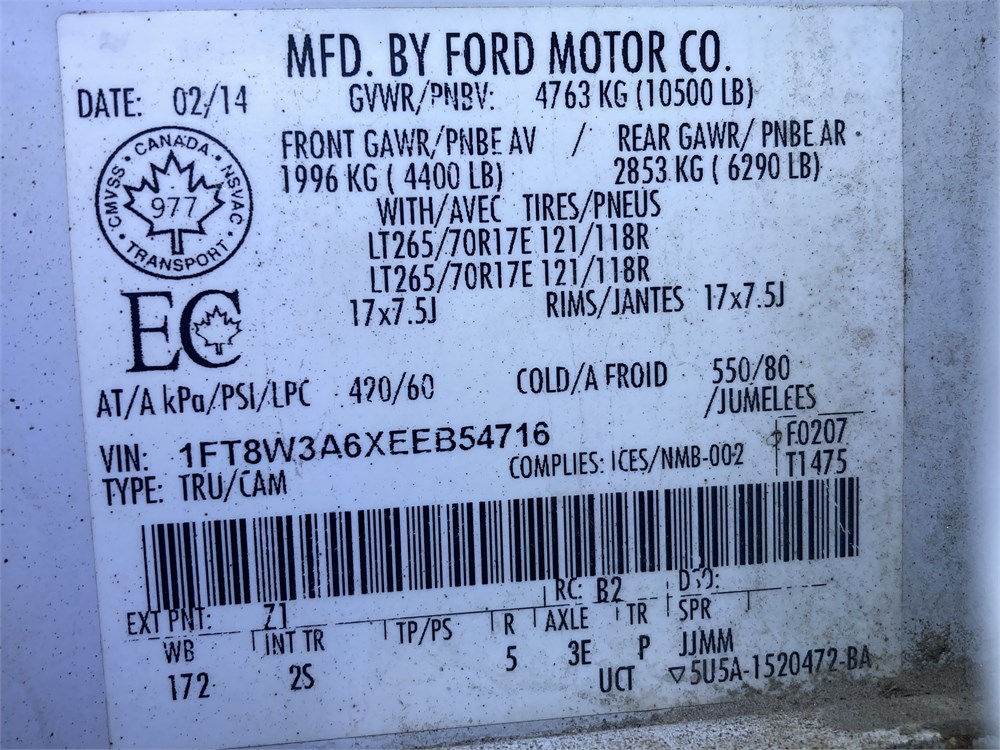 MFD. BY FORD MOTOR CO.
DATE: 02/14
GVWR/PNBV: 4763 KG (10500 LB)
FRONT GAWR/PNBE AV / REAR GAWR/ PNBE AR
1996 KG ( 4400 LB) 2853 KG ( 6290 LB)
WITH/AVEC TIRES/PNEUS
LT265/70R17E 121/118R
LT265/70R17E 121/118R
17x7.5J RIMS/JANTES 17x7.5J
CANADA
CMVSS 977 NSVAC
TRANSPORT
EC
AT/A kPa/PSI/LPC 420/60 COLD/A FROID 550/80
/JUMELEES
VIN: 1FT8W3A6XEEB54716
F0207
TYPE: TRU/CAM COMPLIES: ICES/NMB-002 T1475
EXT PNT: Z1 RC: B2 DSO:
WB INT TR TP/PS R AXLE TR SPR
172 2S 5 3E P JJMM
UCT ▽5U5A-1520472-BA